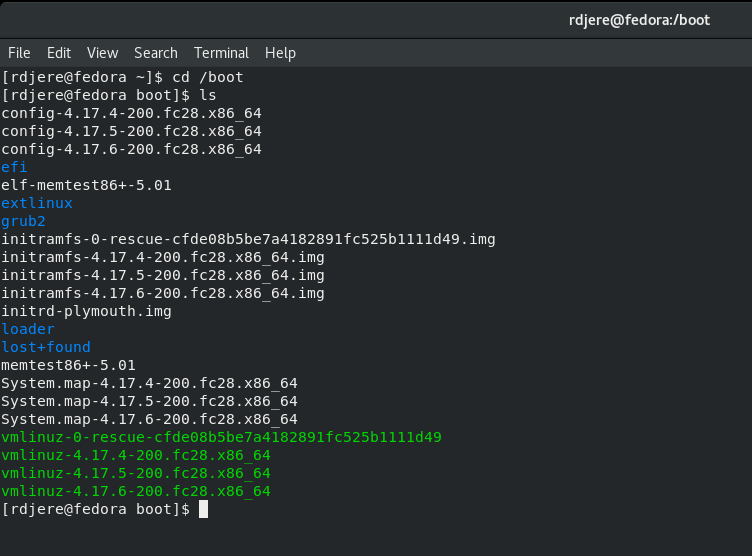 rdjere@fedora:/boot
File Edit View Search Terminal Help
[rdjere@fedora ~]$ cd /boot
[rdjere@fedora boot]$ ls
config-4.17.4-200.fc28.x86_64
config-4.17.5-200.fc28.x86_64
config-4.17.6-200.fc28.x86_64
efi
elf-memtest86+-5.01
extlinux
grub2
initramfs-0-rescue-cfde08b5be7a4182891fc525b1111d49.img
initramfs-4.17.4-200.fc28.x86_64.img
initramfs-4.17.5-200.fc28.x86_64.img
initramfs-4.17.6-200.fc28.x86_64.img
initrd-plymouth.img
loader
lost+found
memtest86+-5.01
System.map-4.17.4-200.fc28.x86_64
System.map-4.17.5-200.fc28.x86_64
System.map-4.17.6-200.fc28.x86_64
vmlinuz-0-rescue-cfde08b5be7a4182891fc525b1111d49
vmlinuz-4.17.4-200.fc28.x86_64
vmlinuz-4.17.5-200.fc28.x86_64
vmlinuz-4.17.6-200.fc28.x86_64
[rdjere@fedora boot]$